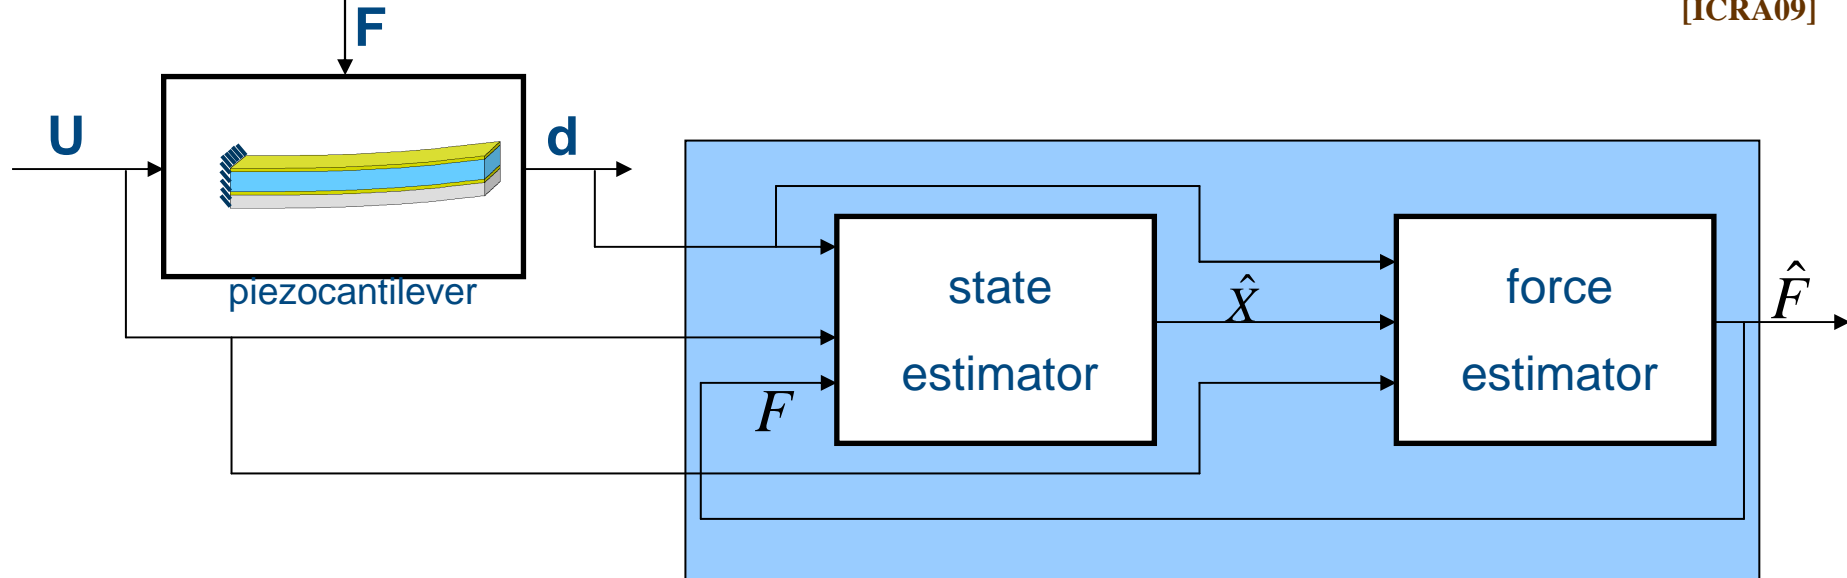 [ICRA09]
F
U
d
piezocantilever
state
estimator
X̂
force
estimator
F̂
F